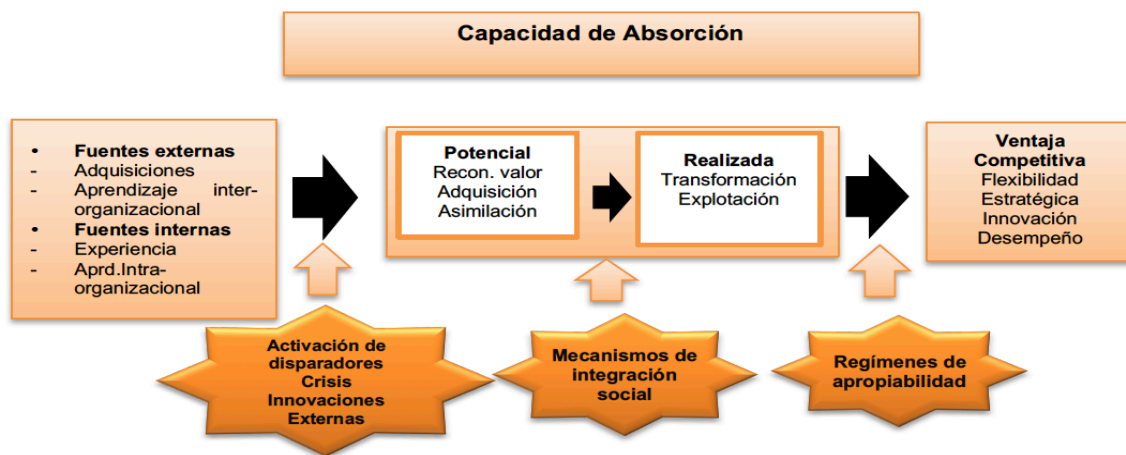 Capacidad de Absorción
• Fuentes externas
- Adquisiciones
- Aprendizaje inter-
organizacional
• Fuentes internas
- Experiencia
- Aprd.Intra-
organizacional
Potencial
Recon. valor
Adquisición
Asimilación
Realizada
Transformación
Explotación
Ventaja
Competitiva
Flexibilidad
Estratégica
Innovación
Desempeño
Activación de
disparadores
Crisis
Innovaciones
Externas
Mecanismos de
integración
social
Regímenes de
apropiabilidad